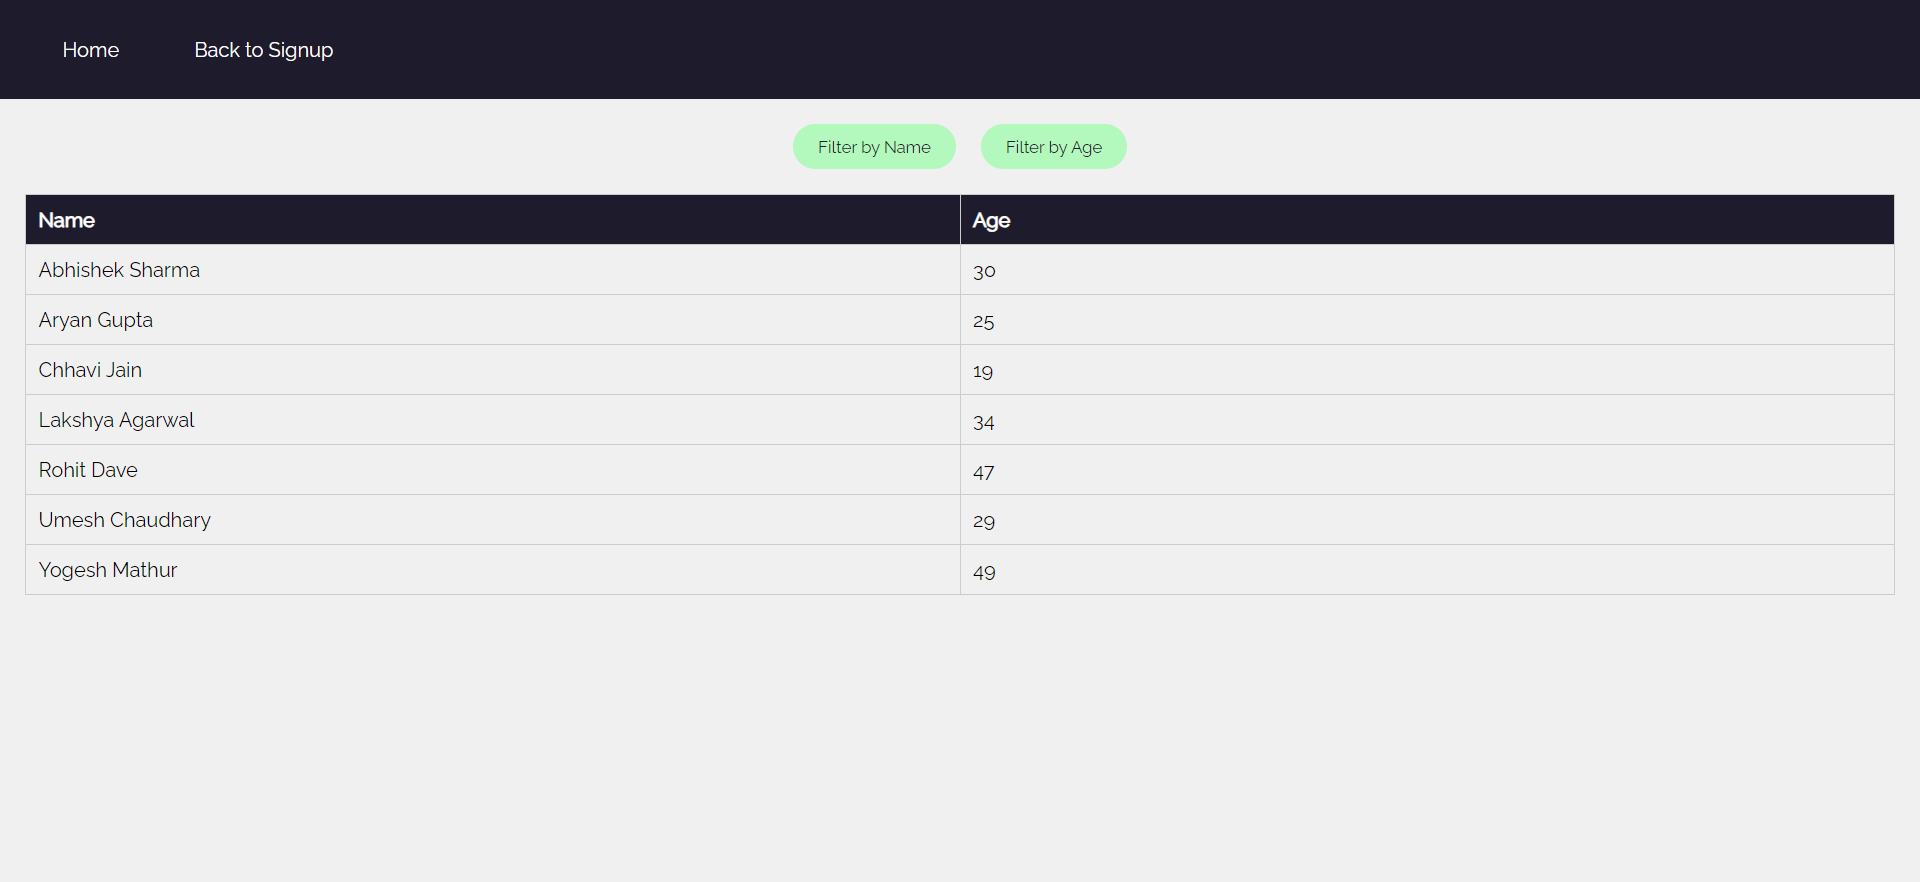 Home Back to Signup
Filter by Name Filter by Age
Name Age
Abhishek Sharma 30
Aryan Gupta 25
Chhavi Jain 19
Lakshya Agarwal 34
Rohit Dave 47
Umesh Chaudhary 29
Yogesh Mathur 49